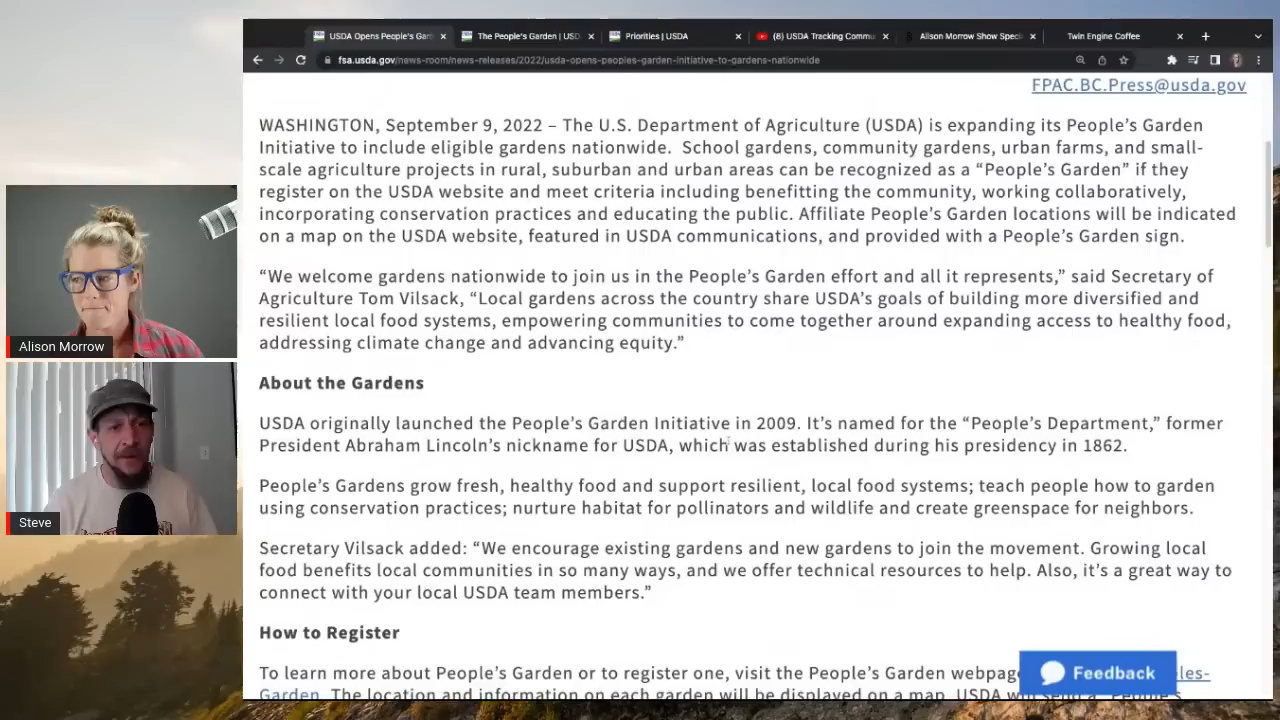 USDA Opens People's Gar
The People's Garden | USD
Priorities | USDA
(8) USDA Tracking Commu
Alison Morrow Show Speci
Twin Engine Coffee
fsa.usda.gov/news-room/news-releases/2022/usda-opens-peoples-garden-initiative-to-gardens-nationwide
FPAC.BC.Press@usda.gov
WASHINGTON, September 9, 2022 – The U.S. Department of Agriculture (USDA) is expanding its People's Garden
Initiative to include eligible gardens nationwide.  School gardens, community gardens, urban farms, and small-
scale agriculture projects in rural, suburban and urban areas can be recognized as a “People's Garden” if they
register on the USDA website and meet criteria including benefitting the community, working collaboratively,
incorporating conservation practices and educating the public. Affiliate People's Garden locations will be indicated
on a map on the USDA website, featured in USDA communications, and provided with a People's Garden sign.
“We welcome gardens nationwide to join us in the People's Garden effort and all it represents,” said Secretary of
Agriculture Tom Vilsack, “Local gardens across the country share USDA's goals of building more diversified and
resilient local food systems, empowering communities to come together around expanding access to healthy food,
addressing climate change and advancing equity.”
About the Gardens
USDA originally launched the People's Garden Initiative in 2009. It's named for the “People's Department,” former
President Abraham Lincoln's nickname for USDA, which was established during his presidency in 1862.
People's Gardens grow fresh, healthy food and support resilient, local food systems; teach people how to garden
using conservation practices; nurture habitat for pollinators and wildlife and create greenspace for neighbors.
Secretary Vilsack added: “We encourage existing gardens and new gardens to join the movement. Growing local
food benefits local communities in so many ways, and we offer technical resources to help. Also, it's a great way to
connect with your local USDA team members.”
How to Register
To learn more about People's Garden or to register one, visit the People's Garden webpage
les-
Garden. The location and information on each garden will be displayed on a map. USDA will send a “People's
Feedback
Alison Morrow
Steve